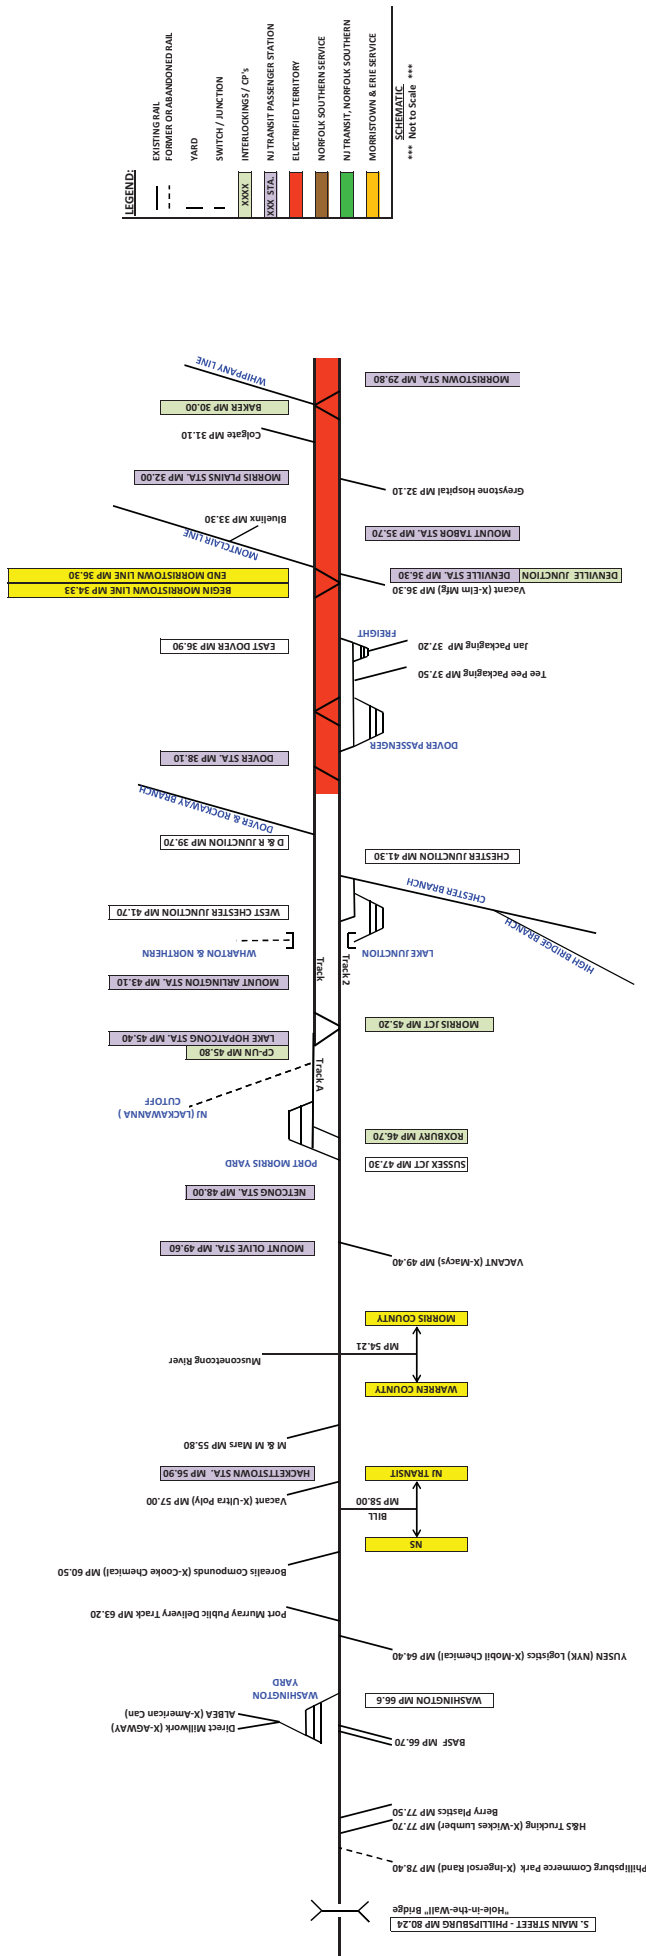 LEGEND:
EXISTING RAIL
FORMER OR ABANDONED RAIL
YARD
SWITCH / JUNCTION
XXXX
INTERLOCKINGS / CP's
XXX STA.
NJ TRANSIT PASSENGER STATION
ELECTRIFIED TERRITORY
NORFOLK SOUTHERN SERVICE
NJ TRANSIT, NORFOLK SOUTHERN
MORRISTOWN & ERIE SERVICE
SCHEMATIC
*** Not to Scale ***
WHIPPANY LINE
MORRISTOWN STA. MP 29.80
BAKER MP 30.00
Colgate MP 31.10
MORRIS PLAINS STA. MP 32.00
Greystone Hospital MP 32.10
Bluelinx MP 33.30
MONTCLAIR LINE
MOUNT TABOR STA. MP 35.70
END MORRISTOWN LINE MP 36.30
BEGIN MORRISTOWN LINE MP 34.33
DENVILLE STA. MP 36.30
DENVILLE JUNCTION
Vacant (X-Elm Mfg) MP 36.30
FREIGHT
EAST DOVER MP 36.90
Jan Packaging MP 37.20
Tee Pee Packaging MP 37.50
DOVER PASSENGER
DOVER STA. MP 38.10
DOVER & ROCKAWAY BRANCH
D & R JUNCTION MP 39.70
CHESTER JUNCTION MP 41.30
CHESTER BRANCH
HIGH BRIDGE BRANCH
WEST CHESTER JUNCTION MP 41.70
WHARTON & NORTHERN
LAKE JUNCTION
Track
Track 2
MOUNT ARLINGTON STA. MP 43.10
MORRIS JCT MP 45.20
LAKE HOPATCONG STA. MP 45.40
CP-UN MP 45.80
Track A
NJ (LACKAWANNA )
CUTOFF
ROXBURY MP 46.70
PORT MORRIS YARD
SUSSEX JCT MP 47.30
NETCONG STA. MP 48.00
MOUNT OLIVE STA. MP 49.60
VACANT (X-Macys) MP 49.40
MORRIS COUNTY
MP 54.21
Musconetcong River
WARREN COUNTY
M & M Mars MP 55.80
HACKETTSTOWN STA. MP 56.90
NJ TRANSIT
Vacant (X-Ultra Poly) MP 57.00
MP 58.00
BILL
NS
Borealis Compounds (X-Cooke Chemical) MP 60.50
Port Murray Public Delivery Track MP 63.20
YUSEN (NYK) Logistics (X-Mobil Chemical) MP 64.40
WASHINGTON
YARD
WASHINGTON MP 66.6
ALBEA (X-American Can)
Direct Millwork (X-AGWAY)
BASF MP 66.70
Berry Plastics MP 77.50
H&S Trucking (X-Wickes Lumber) MP 77.70
Phillipsburg Commerce Park (X-Ingersol Rand) MP 78.40
"Hole-in-the-Wall" Bridge
S. MAIN STREET - PHILLIPSBURG MP 80.24